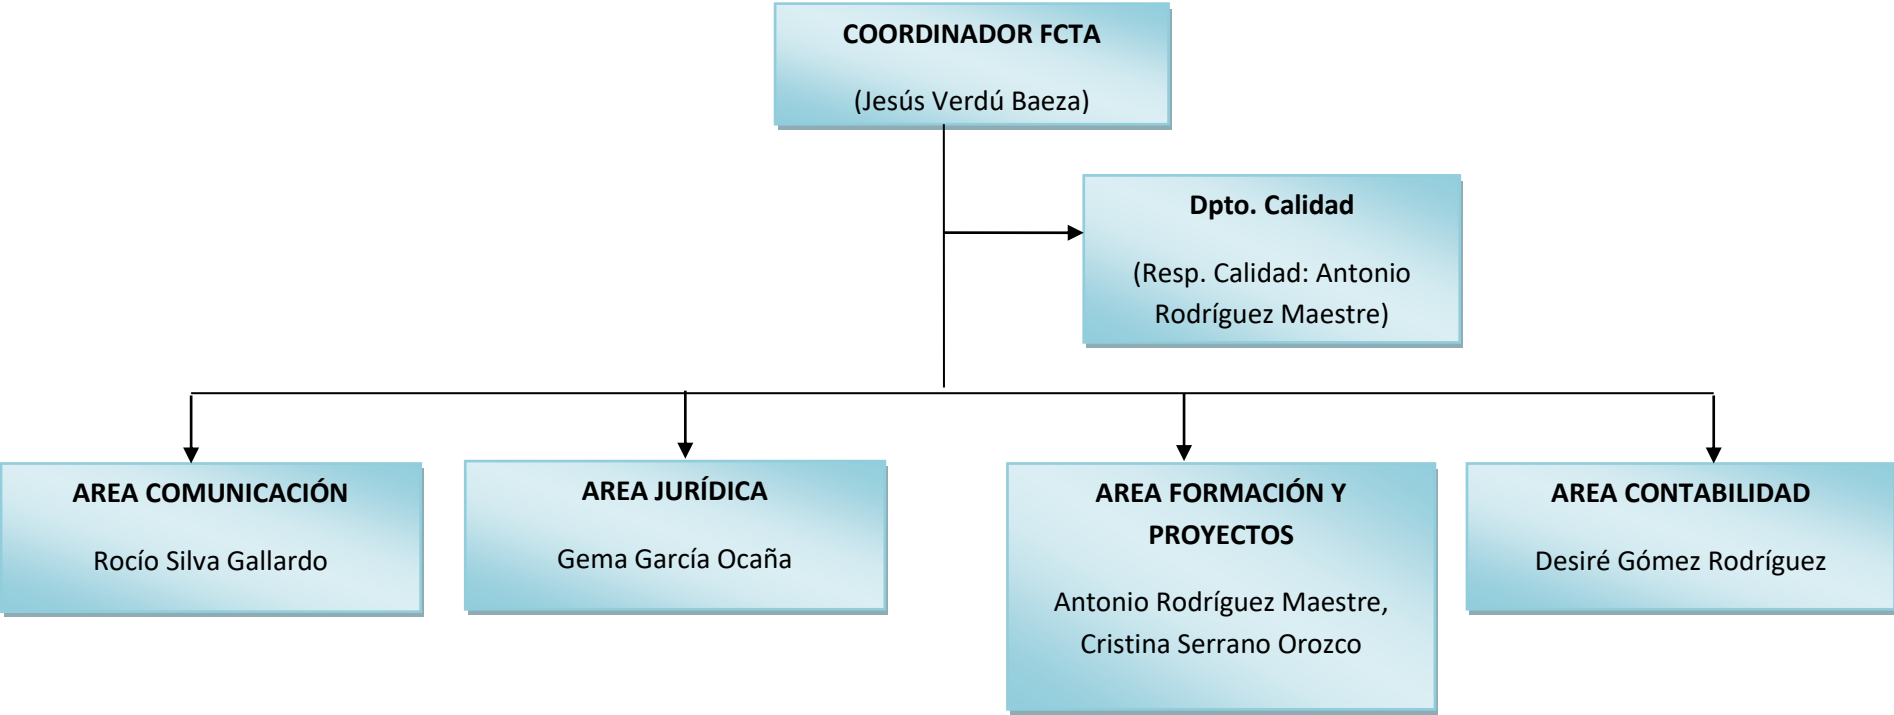 COORDINADOR FCTA
(Jesús Verdú Baeza)
Dpto. Calidad
(Resp. Calidad: Antonio
Rodríguez Maestre)
AREA COMUNICACIÓN
Rocío Silva Gallardo
AREA JURÍDICA
Gema García Ocaña
AREA FORMACIÓN Y
PROYECTOS
Antonio Rodríguez Maestre,
Cristina Serrano Orozco
AREA CONTABILIDAD
Desiré Gómez Rodríguez